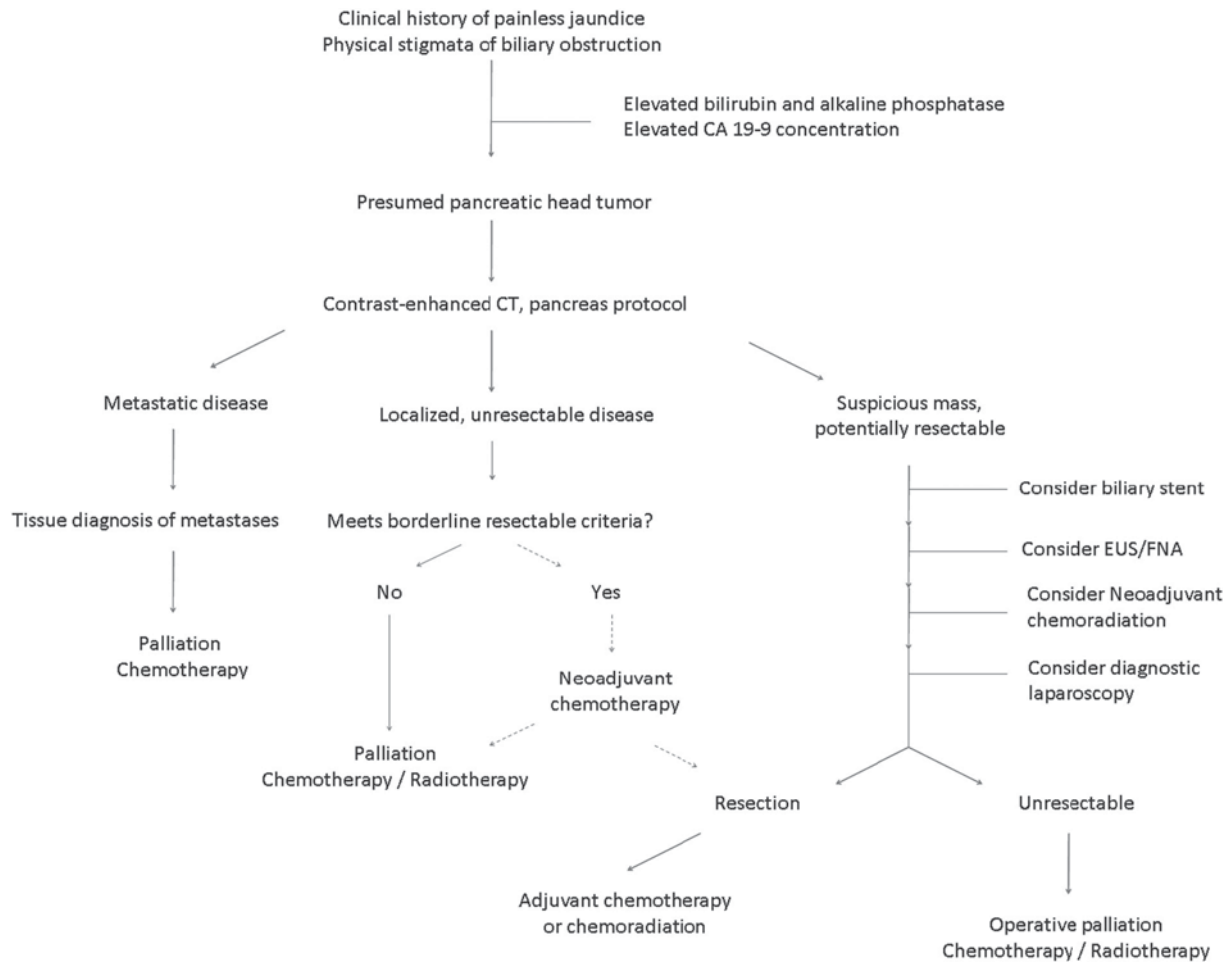 Clinical history of painless jaundice
Physical stigmata of biliary obstruction
Elevated bilirubin and alkaline phosphatase
Elevated CA 19-9 concentration
Presumed pancreatic head tumor
Contrast-enhanced CT, pancreas protocol
Metastatic disease
Localized, unresectable disease
Suspicious mass,
potentially resectable
Tissue diagnosis of metastases
Meets borderline resectable criteria?
Consider biliary stent
Consider EUS/FNA
No
Yes
Consider Neoadjuvant
chemoradiation
Palliation
Chemotherapy
Neoadjuvant
chemotherapy
Consider diagnostic
laparoscopy
Palliation
Chemotherapy / Radiotherapy
Resection
Unresectable
Adjuvant chemotherapy
or chemoradiation
Operative palliation
Chemotherapy / Radiotherapy